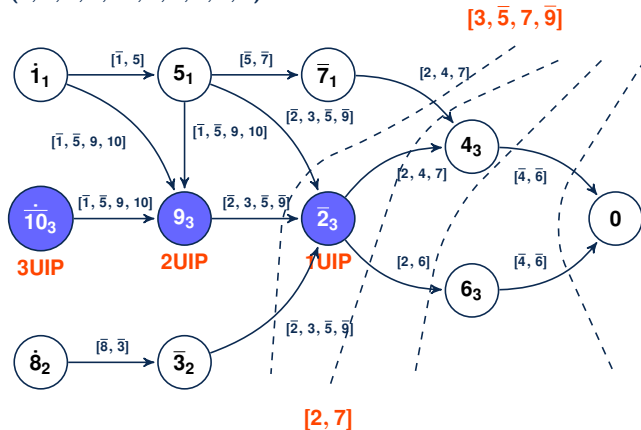 [3, 5̅, 7, 9̅]
i̇₁
[1̅, 5]
5₁
[5̅, 7̅]
7̅₁
[2, 4, 7]
[1̅, 5̅, 9, 10]
[1̅, 5̅, 9, 10]
[2̅, 3, 5̅, 9̅]
4₃
[2, 4, 7]
[4̅, 6̅]
1̅0̅̇₃
[1̅, 5̅, 9, 10]
9₃
[2̅, 3, 5̅, 9̅]
2̅₃
0
3UIP
2UIP
1UIP
[2, 6]
[4̅, 6̅]
6₃
[2̅, 3, 5̅, 9̅]
8̇₂
[8̅, 3̅]
3̅₂
[2, 7]